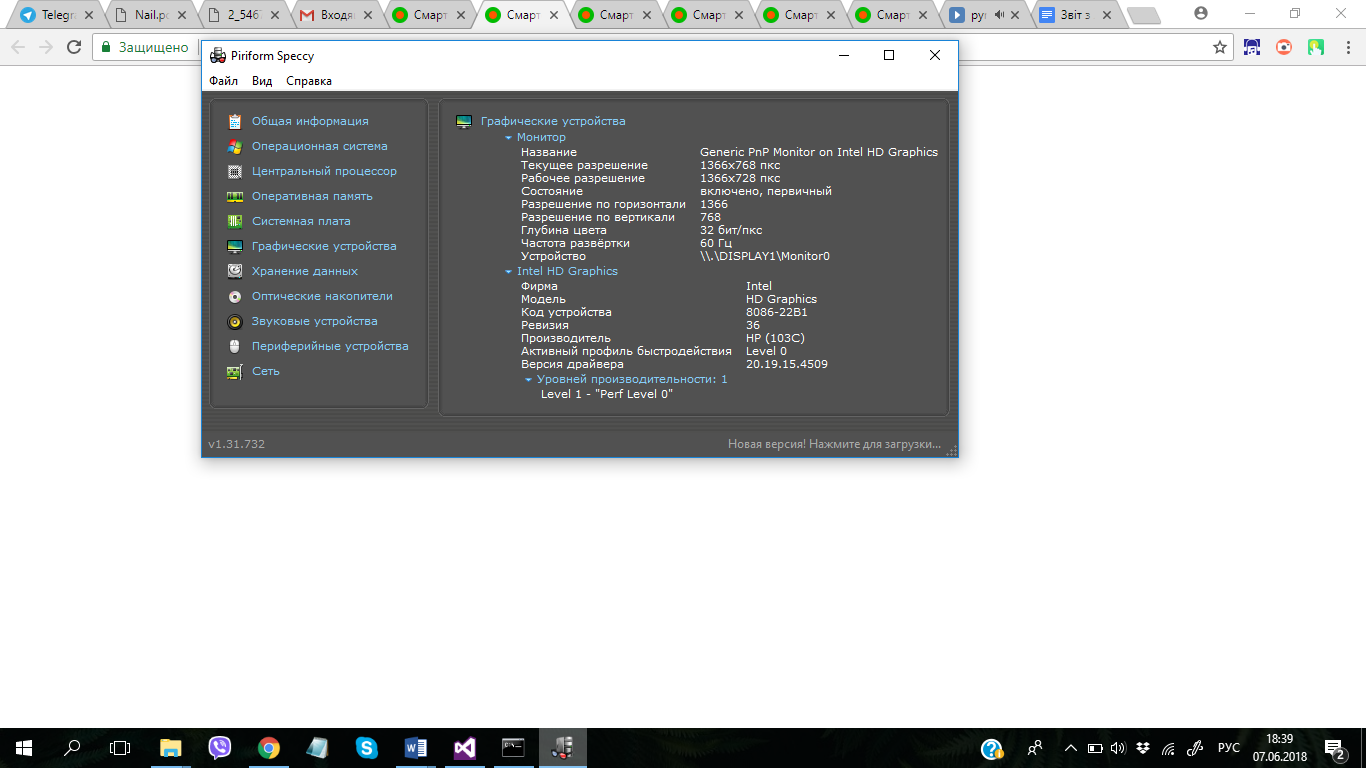 Telegra
Nail.po
2_5467
Входя
Смарт
Смарт
Смарт
Смарт
Смарт
Смарт
Звіт з
Защищено
Piriform Speccy
Файл Вид Справка
Общая информация
Операционная система
Центральный процессор
Оперативная память
Системная плата
Графические устройства
Хранение данных
Оптические накопители
Звуковые устройства
Периферийные устройства
Сеть
Графические устройства
Монитор
Название Generic PnP Monitor on Intel HD Graphics
Текущее разрешение 1366x768 пкс
Рабочее разрешение 1366x728 пкс
Состояние включено, первичный
Разрешение по горизонтали 1366
Разрешение по вертикали 768
Глубина цвета 32 бит/пкс
Частота развёртки 60 Гц
Устройство \\.\DISPLAY1\Monitor0
Intel HD Graphics
Фирма Intel
Модель HD Graphics
Код устройства 8086-22B1
Ревизия 36
Производитель HP (103C)
Активный профиль быстродействия Level 0
Версия драйвера 20.19.15.4509
Уровней производительности: 1
Level 1 - "Perf Level 0"
v1.31.732 Новая версия! Нажмите для загрузки...
РУС
18:39
07.06.2018
2